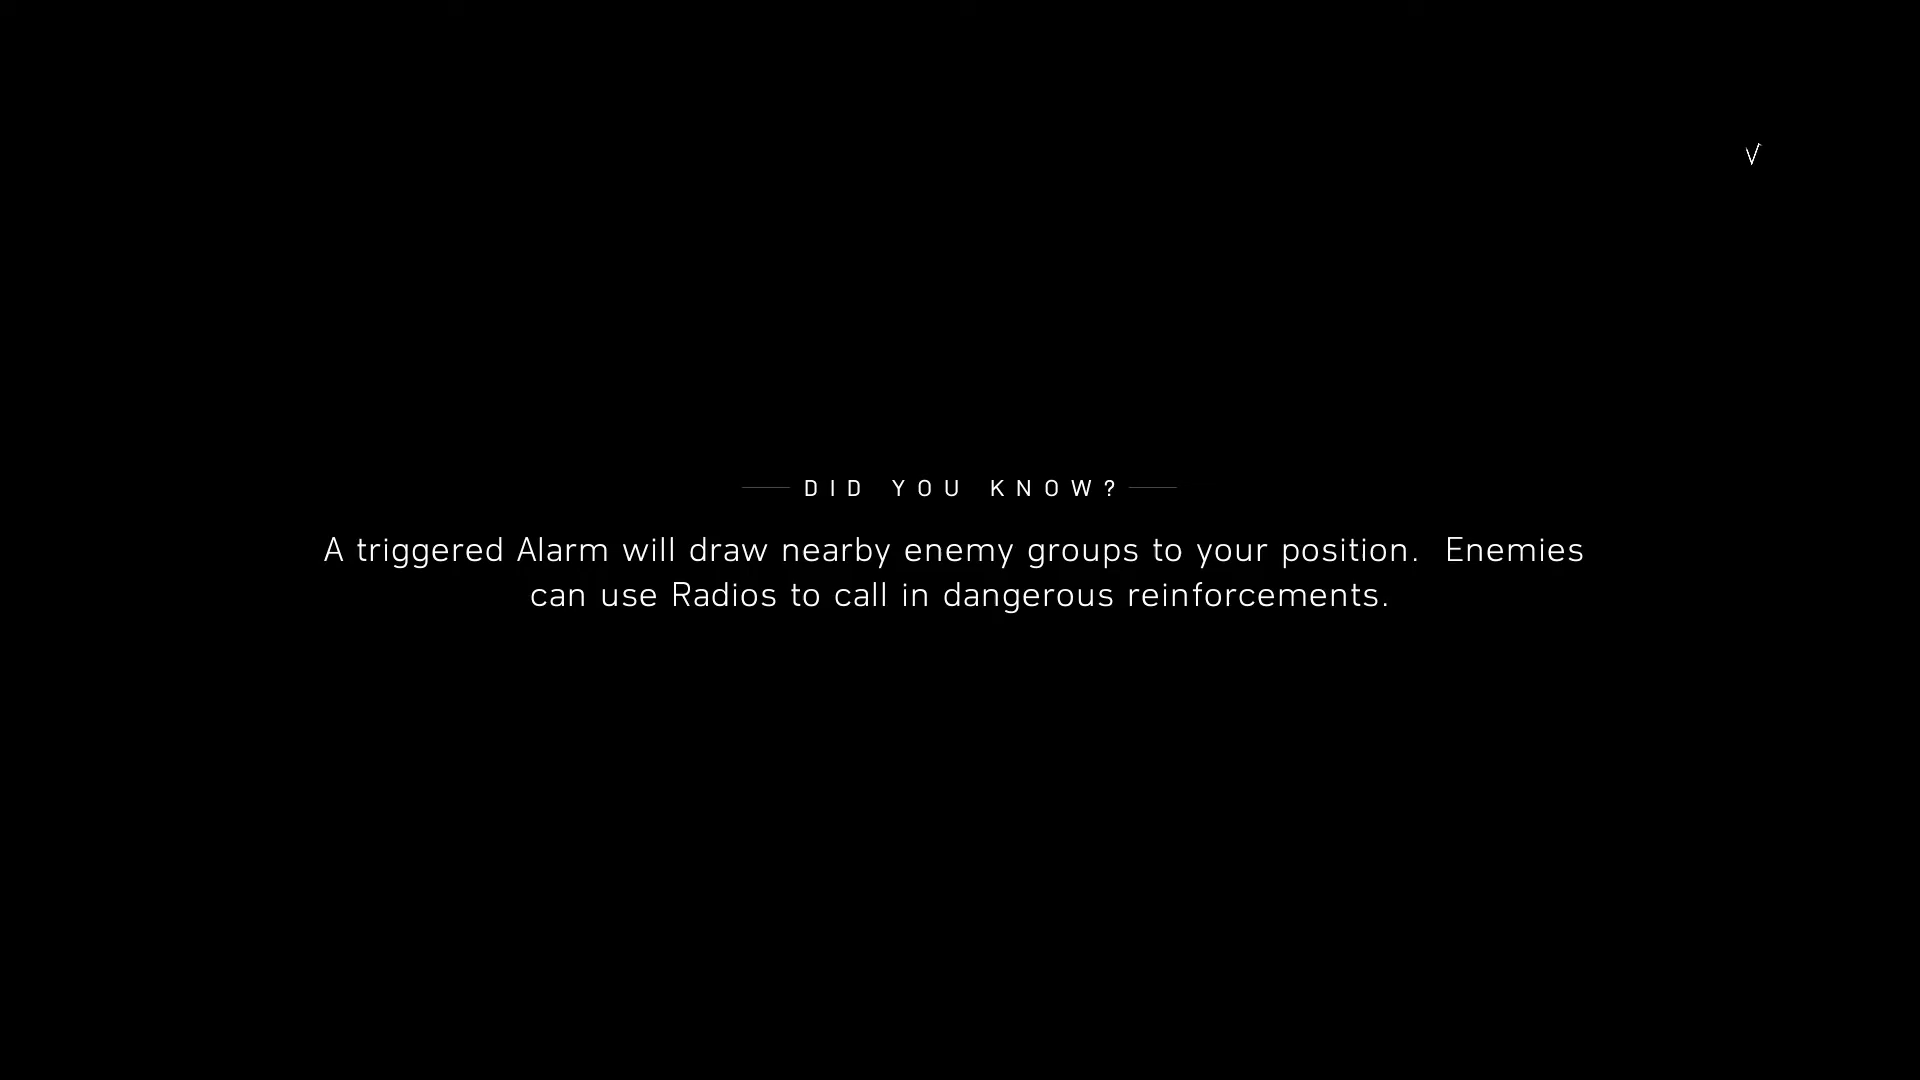 √
DID YOU KNOW?
A triggered Alarm will draw nearby enemy groups to your position.  Enemies
can use Radios to call in dangerous reinforcements.